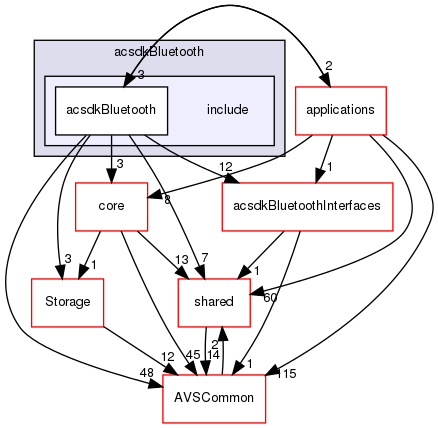 acsdkBluetooth
3
2
acsdkBluetooth
include
applications
3
12
1
core
8
acsdkBluetoothInterfaces
3
1
13
7
1
60
Storage
shared
12
45
2
14
48
1
115
AVSCommon